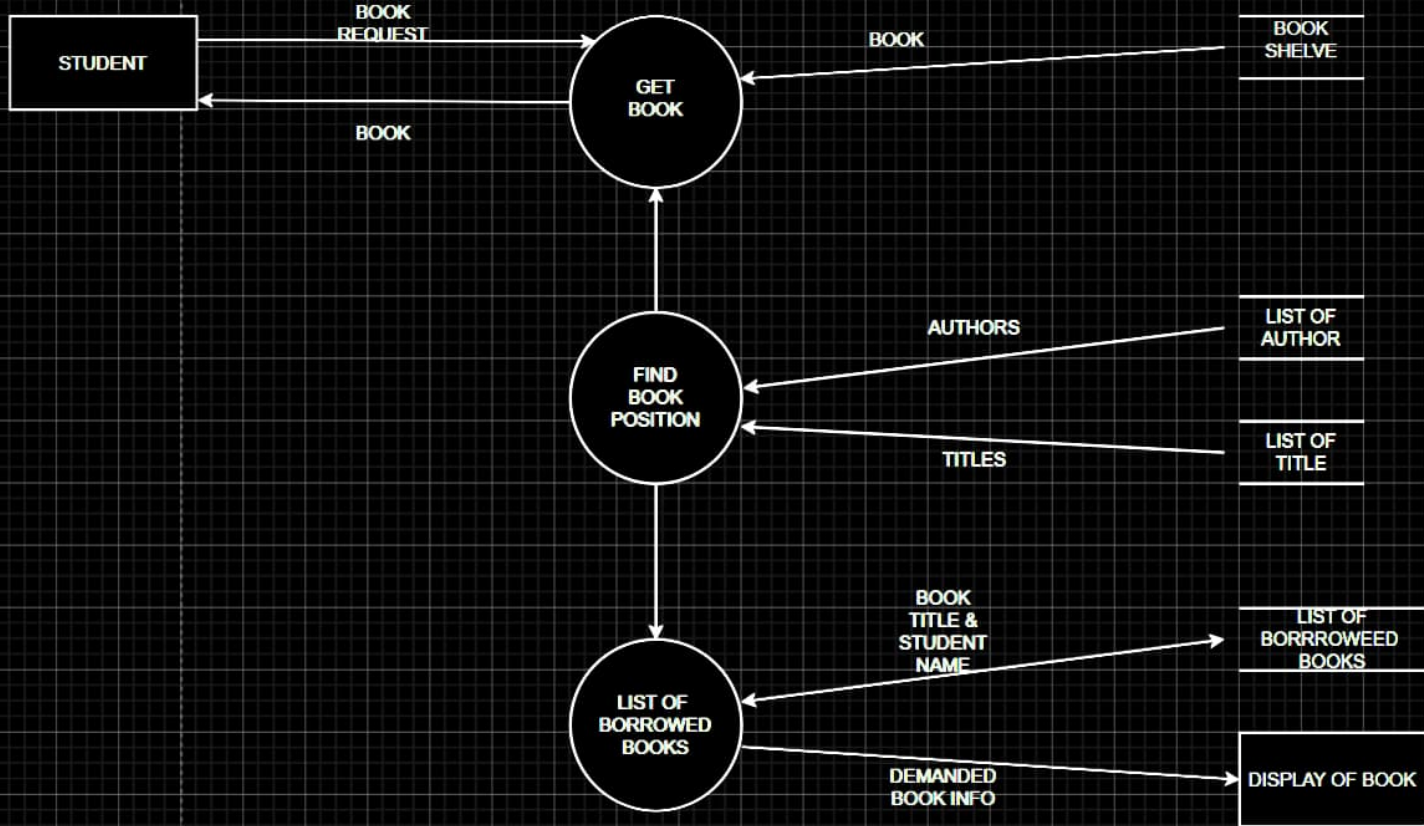 BOOK
REQUEST
STUDENT
BOOK
GET
BOOK
BOOK
BOOK
SHELVE
FIND
BOOK
POSITION
AUTHORS
LIST OF
AUTHOR
TITLES
LIST OF
TITLE
LIST OF
BORROWED
BOOKS
BOOK
TITLE &
STUDENT
NAME
LIST OF
BORRROWEED
BOOKS
DEMANDED
BOOK INFO
DISPLAY OF BOOK